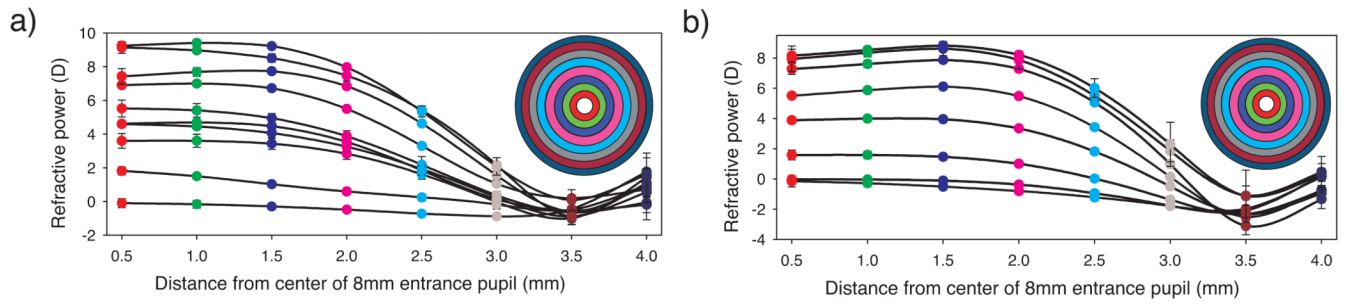 a)
Refractive power (D)
10
8
6
4
2
0
-2
0.5 1.0 1.5 2.0 2.5 3.0 3.5 4.0
Distance from center of 8mm entrance pupil (mm)
b)
Refractive power (D)
8
6
4
2
0
-2
-4
0.5 1.0 1.5 2.0 2.5 3.0 3.5 4.0
Distance from center of 8mm entrance pupil (mm)